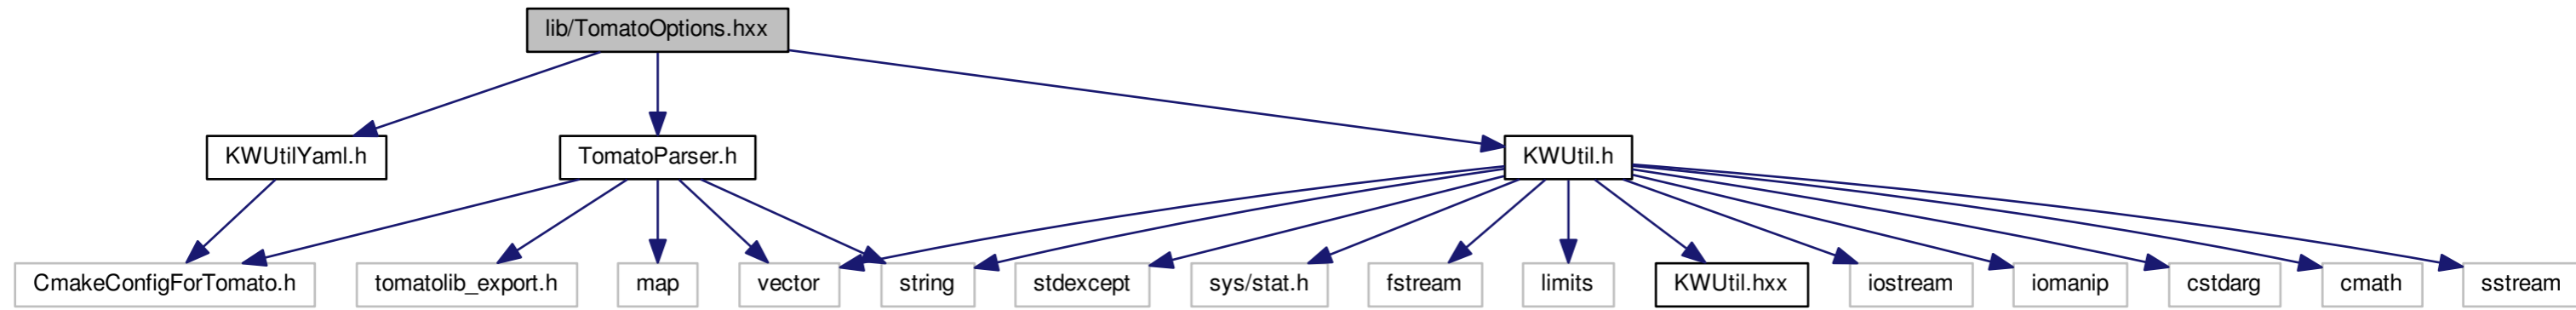 lib/TomatoOptions.hxx
KWUtilYaml.h
TomatoParser.h
KWUtil.h
CmakeConfigForTomato.h
tomatolib_export.h
map
vector
string
stdexcept
sys/stat.h
fstream
limits
KWUtil.hxx
iostream
iomanip
cstdarg
cmath
sstream